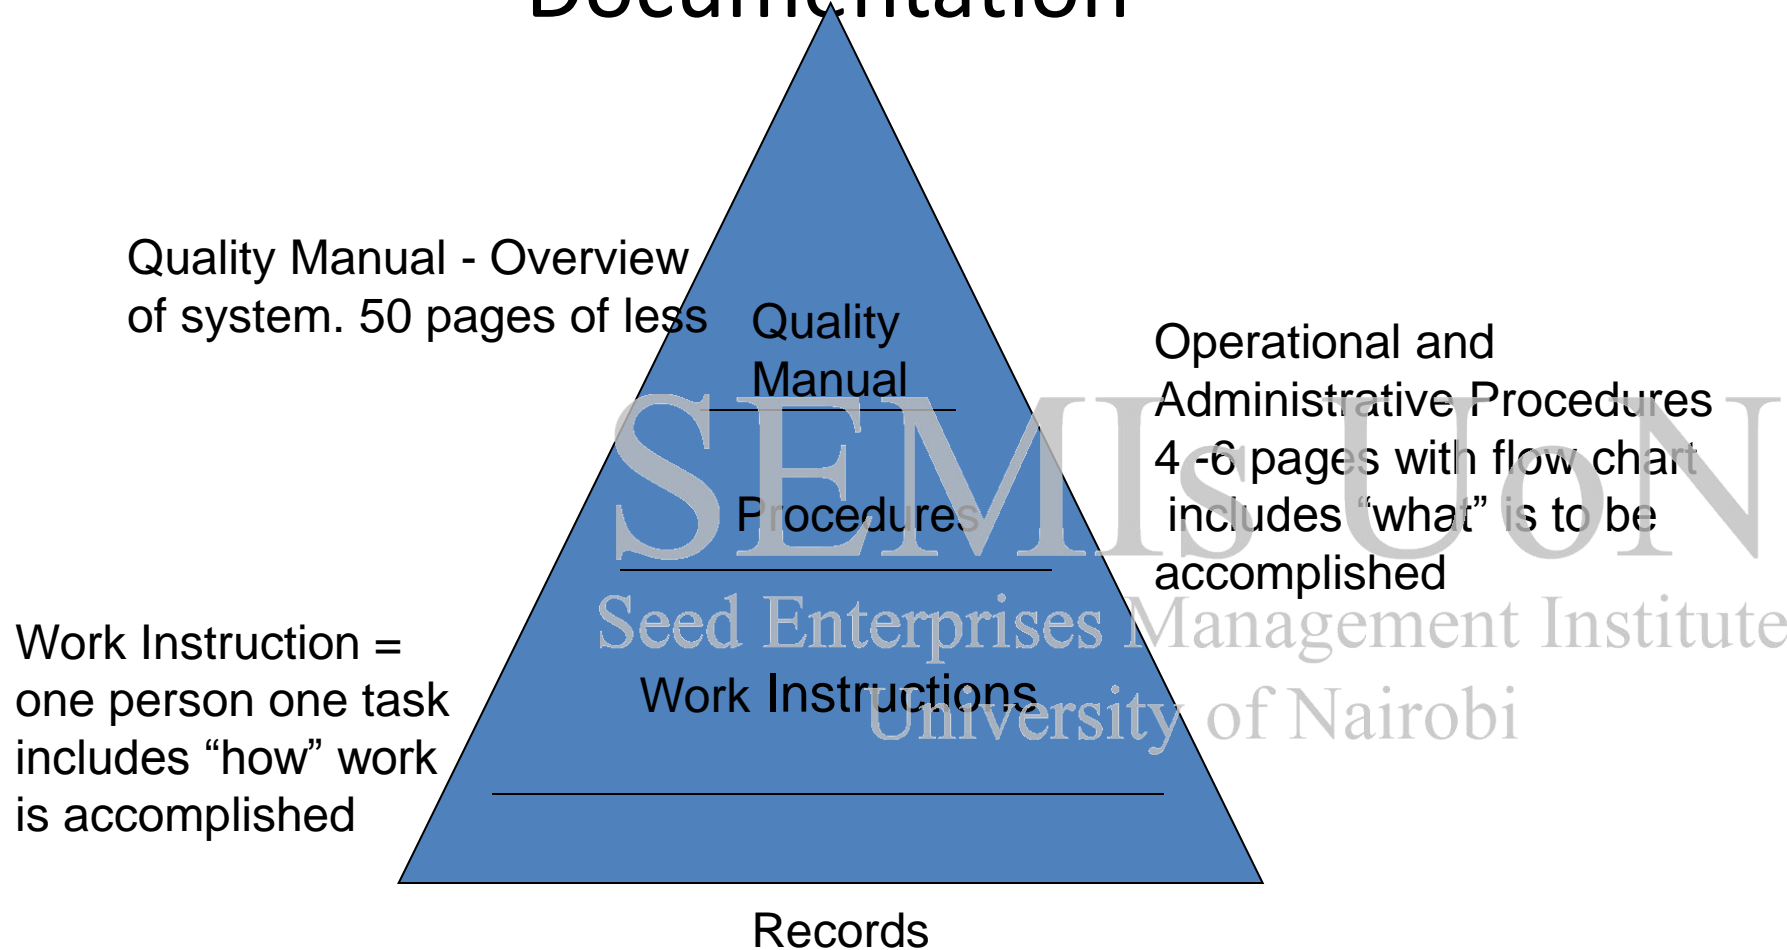 Documentation
Quality Manual - Overview
of system. 50 pages of less
Quality
Manual
Operational and
Administrative Procedures
4 -6 pages with flow chart
includes “what” is to be
accomplished
Procedures
Work Instruction =
one person one task
includes “how” work
is accomplished
Work Instructions
Records
SEMIs UoN
Seed Enterprises Management Institute
University of Nairobi